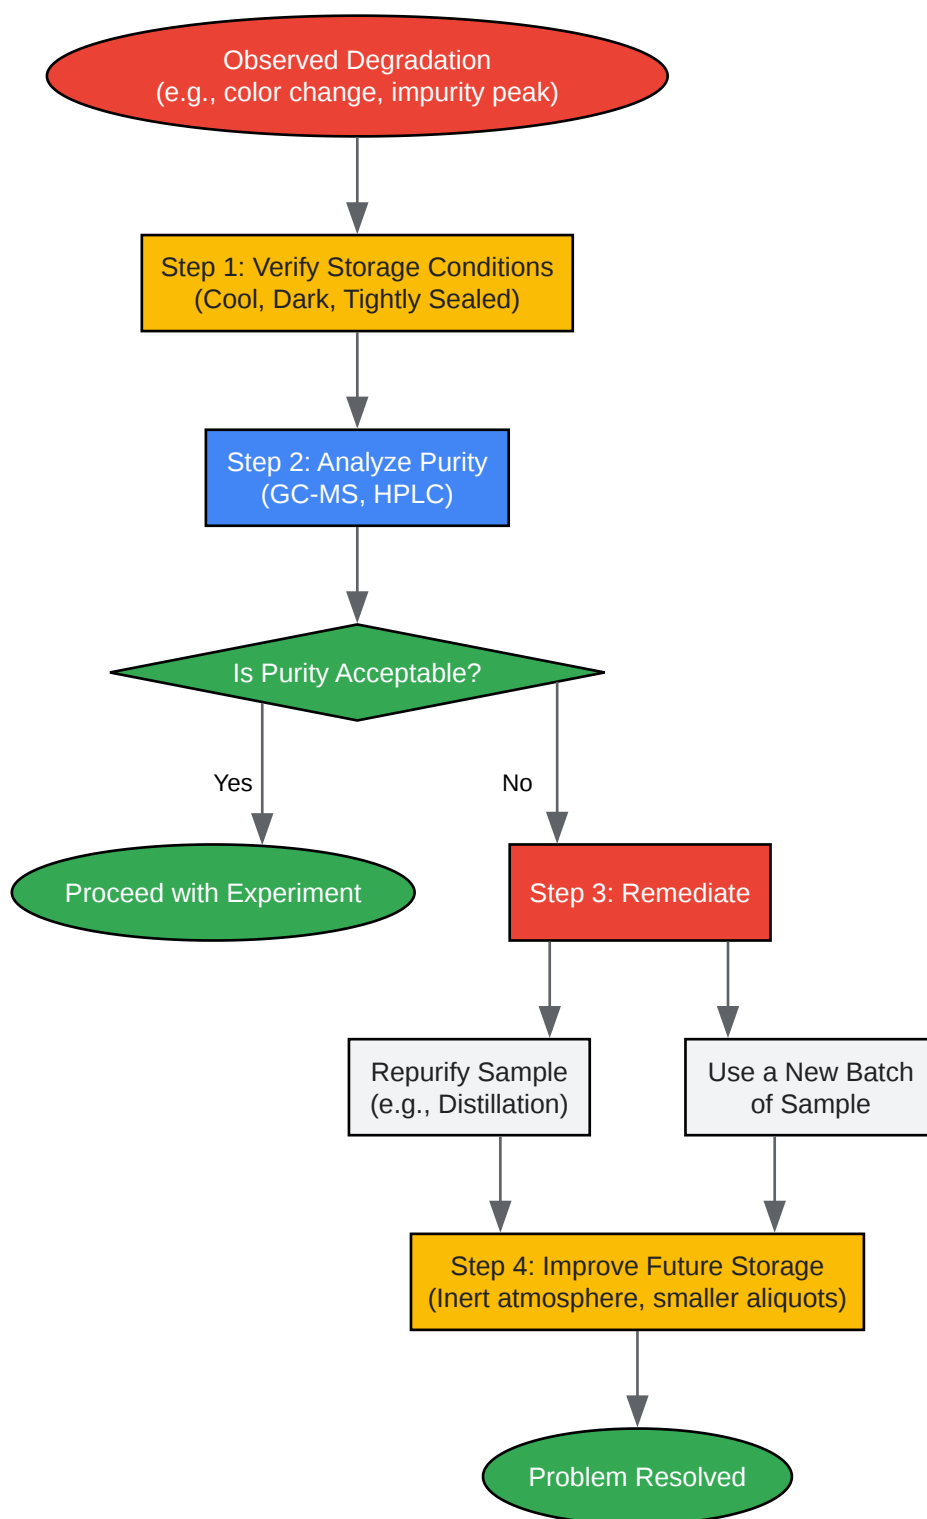 Observed Degradation
(e.g., color change, impurity peak)
Step 1: Verify Storage Conditions
(Cool, Dark, Tightly Sealed)
Step 2: Analyze Purity
(GC-MS, HPLC)
Is Purity Acceptable?
Yes
No
Proceed with Experiment
Step 3: Remediate
Repurify Sample
(e.g., Distillation)
Use a New Batch
of Sample
Step 4: Improve Future Storage
(Inert atmosphere, smaller aliquots)
Problem Resolved